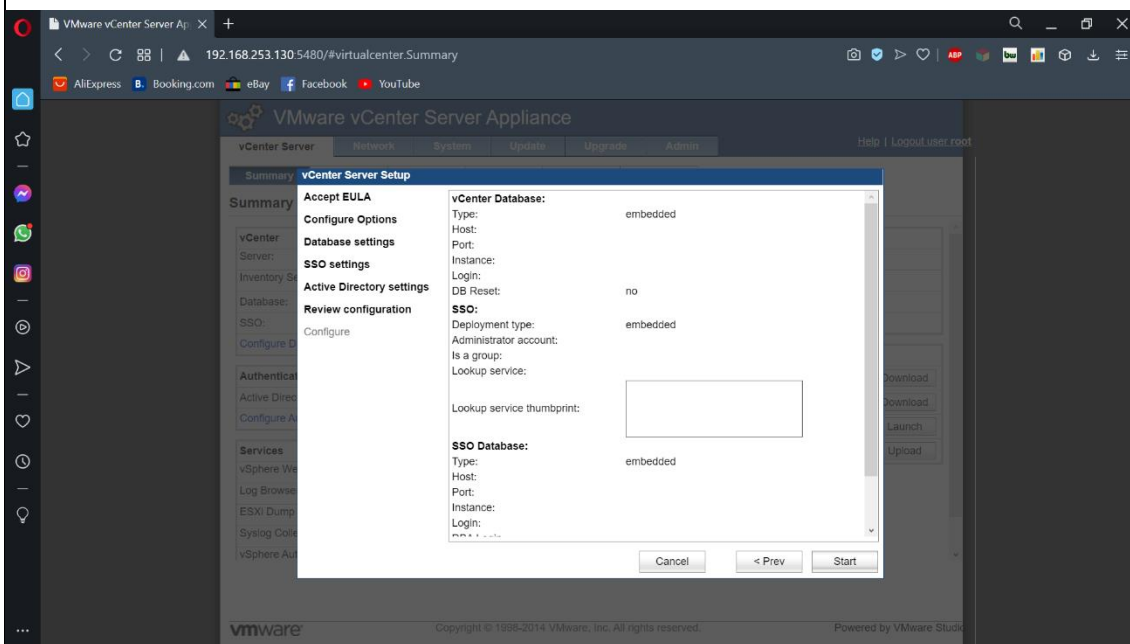 VMware vCenter Server Ap
192.168.253.130:5480/#virtualcenter.Summary
ABP
bw
AliExpress B. Booking.com eBay Facebook YouTube
VMware vCenter Server Appliance
Help | Logout user root
vCenter Server Network System Update Upgrade Admin
Summary
Summary
vCenter
Server:
Inventory Se
Database:
SSO:
Configure D
Authenticat
Active Direc
Configure A
Services
vSphere We
Log Browse
ESXi Dump
Syslog Colle
vSphere Aut
vCenter Server Setup
Accept EULA
Configure Options
Database settings
SSO settings
Active Directory settings
Review configuration
Configure
vCenter Database:
Type: embedded
Host:
Port:
Instance:
Login:
DB Reset: no
SSO:
Deployment type: embedded
Administrator account:
Is a group:
Lookup service:
Lookup service thumbprint:
SSO Database:
Type: embedded
Host:
Port:
Instance:
Login:
Cancel < Prev Start
Download
Download
Launch
Upload
vmware
Copyright © 1998-2014 VMware, Inc. All rights reserved.
Powered by VMware Studio